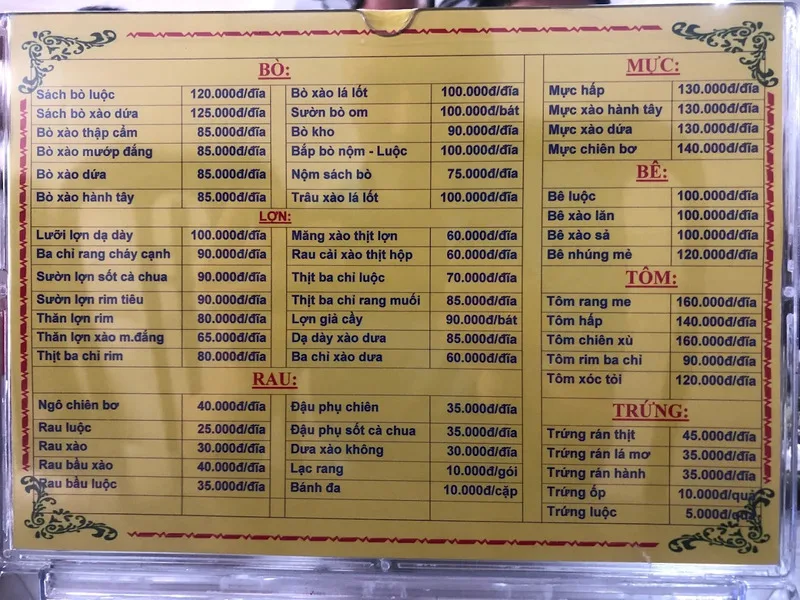 BÒ:
Sách bò luộc 120.000đ/đĩa
Sách bò xào dứa 125.000đ/đĩa
Bò xào thập cẩm 85.000đ/đĩa
Bò xào mướp đắng 85.000đ/đĩa
Bò xào dứa 85.000đ/đĩa
Bò xào hành tây 85.000đ/đĩa
Bò xào lá lốt 100.000đ/đĩa
Sườn bò om 100.000đ/bát
Bò kho 90.000đ/đĩa
Bắp bò nộm - Luộc 100.000đ/đĩa
Nộm sách bò 75.000đ/đĩa
Trâu xào lá lốt 100.000đ/đĩa
LỢN:
Lưỡi lợn dạ dày 100.000đ/đĩa
Ba chỉ rang cháy cạnh 90.000đ/đĩa
Sườn lợn sốt cà chua 90.000đ/đĩa
Sườn lợn rim tiêu 90.000đ/đĩa
Thăn lợn rim 80.000đ/đĩa
Thăn lợn xào m.đắng 65.000đ/đĩa
Thịt ba chỉ rim 80.000đ/đĩa
Măng xào thịt lợn 60.000đ/đĩa
Rau cải xào thịt hộp 60.000đ/đĩa
Thịt ba chỉ luộc 70.000đ/đĩa
Thịt ba chỉ rang muối 85.000đ/đĩa
Lợn giả cầy 90.000đ/bát
Dạ dày xào dưa 85.000đ/đĩa
Ba chỉ xào dưa 60.000đ/đĩa
RAU:
Ngô chiên bơ 40.000đ/đĩa
Rau luộc 25.000đ/đĩa
Rau xào 30.000đ/đĩa
Rau bầu xào 40.000đ/đĩa
Rau bầu luộc 35.000đ/đĩa
Đậu phụ chiên 35.000đ/đĩa
Đậu phụ sốt cà chua 35.000đ/đĩa
Dưa xào không 30.000đ/đĩa
Lạc rang 10.000đ/gói
Bánh đa 10.000đ/cặp
MỰC:
Mực hấp 130.000đ/đĩa
Mực xào hành tây 130.000đ/đĩa
Mực xào dứa 130.000đ/đĩa
Mực chiên bơ 140.000đ/đĩa
BÊ:
Bê luộc 100.000đ/đĩa
Bê xào lăn 100.000đ/đĩa
Bê xào sả 100.000đ/đĩa
Bê nhúng mẻ 120.000đ/đĩa
TÔM:
Tôm rang me 160.000đ/đĩa
Tôm hấp 140.000đ/đĩa
Tôm chiên xù 160.000đ/đĩa
Tôm rim ba chỉ 90.000đ/đĩa
Tôm xóc tỏi 120.000đ/đĩa
TRỨNG:
Trứng rán thịt 45.000đ/đĩa
Trứng rán lá mơ 35.000đ/đĩa
Trứng rán hành 35.000đ/đĩa
Trứng ốp 10.000đ/quả
Trứng luộc 5.000đ/quả